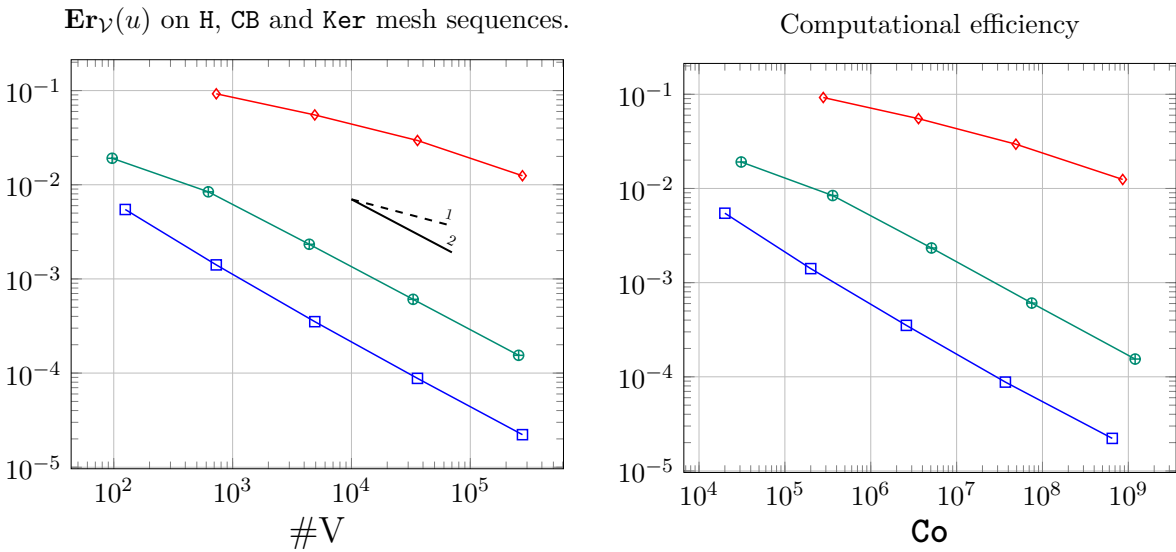 Er𝒱(u) on H, CB and Ker mesh sequences.
10⁻¹
10⁻²
10⁻³
10⁻⁴
10⁻⁵
1
2
10² 10³ 10⁴ 10⁵
#V
Computational efficiency
10⁻¹
10⁻²
10⁻³
10⁻⁴
10⁻⁵
10⁴ 10⁵ 10⁶ 10⁷ 10⁸ 10⁹
Co